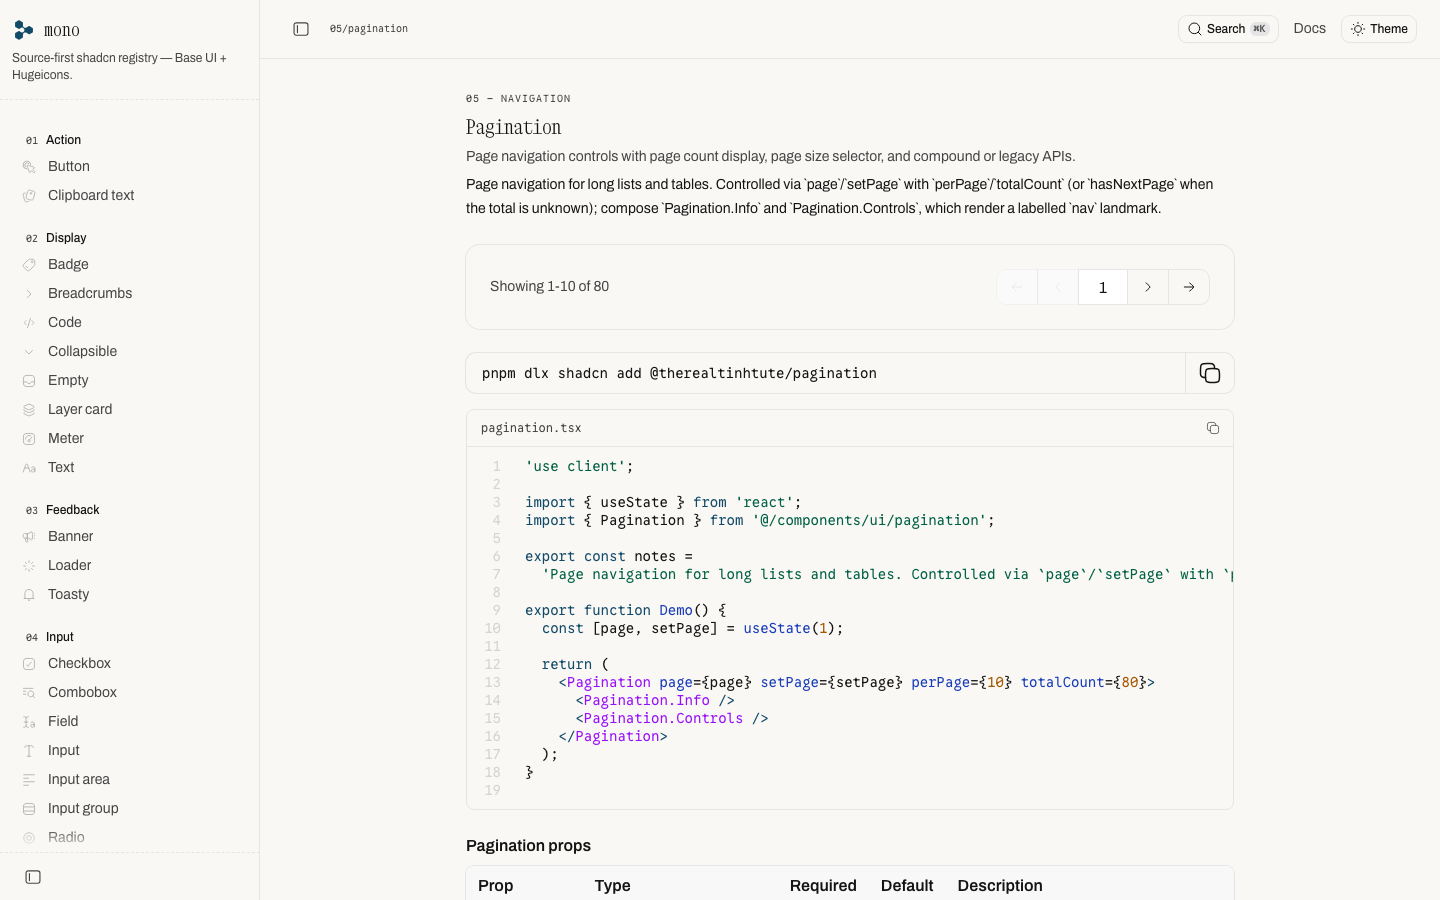 mono
Source-first shadcn registry — Base UI +
Hugeicons.
01 Action
Button
Clipboard text
02 Display
Badge
Breadcrumbs
Code
Collapsible
Empty
Layer card
Meter
Text
03 Feedback
Banner
Loader
Toasty
04 Input
Checkbox
Combobox
Field
Input
Input area
Input group
Radio
05/pagination
Search ⌘K
Docs
Theme
05 — NAVIGATION
Pagination
Page navigation controls with page count display, page size selector, and compound or legacy APIs.
Page navigation for long lists and tables. Controlled via `page`/`setPage` with `perPage`/`totalCount` (or `hasNextPage` when
the total is unknown); compose `Pagination.Info` and `Pagination.Controls`, which render a labelled `nav` landmark.
Showing 1-10 of 80
1
pnpm dlx shadcn add @therealtinhtute/pagination
pagination.tsx
1 'use client';
2
3 import { useState } from 'react';
4 import { Pagination } from '@/components/ui/pagination';
5
6 export const notes =
7 'Page navigation for long lists and tables. Controlled via `page`/`setPage` with `p
8
9 export function Demo() {
10 const [page, setPage] = useState(1);
11
12 return (
13 <Pagination page={page} setPage={setPage} perPage={10} totalCount={80}>
14 <Pagination.Info />
15 <Pagination.Controls />
16 </Pagination>
17 );
18 }
19
Pagination props
Prop Type Required Default Description